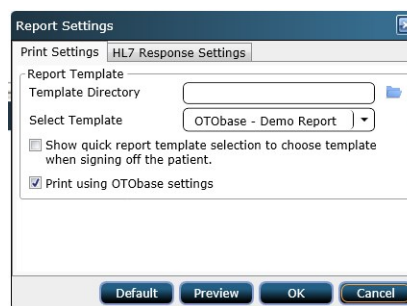 Report Settings
Print Settings HL7 Response Settings
Report Template
Template Directory
Select Template OTObase - Demo Report
Show quick report template selection to choose template
when signing off the patient.
Print using OTObase settings
Default Preview OK Cancel